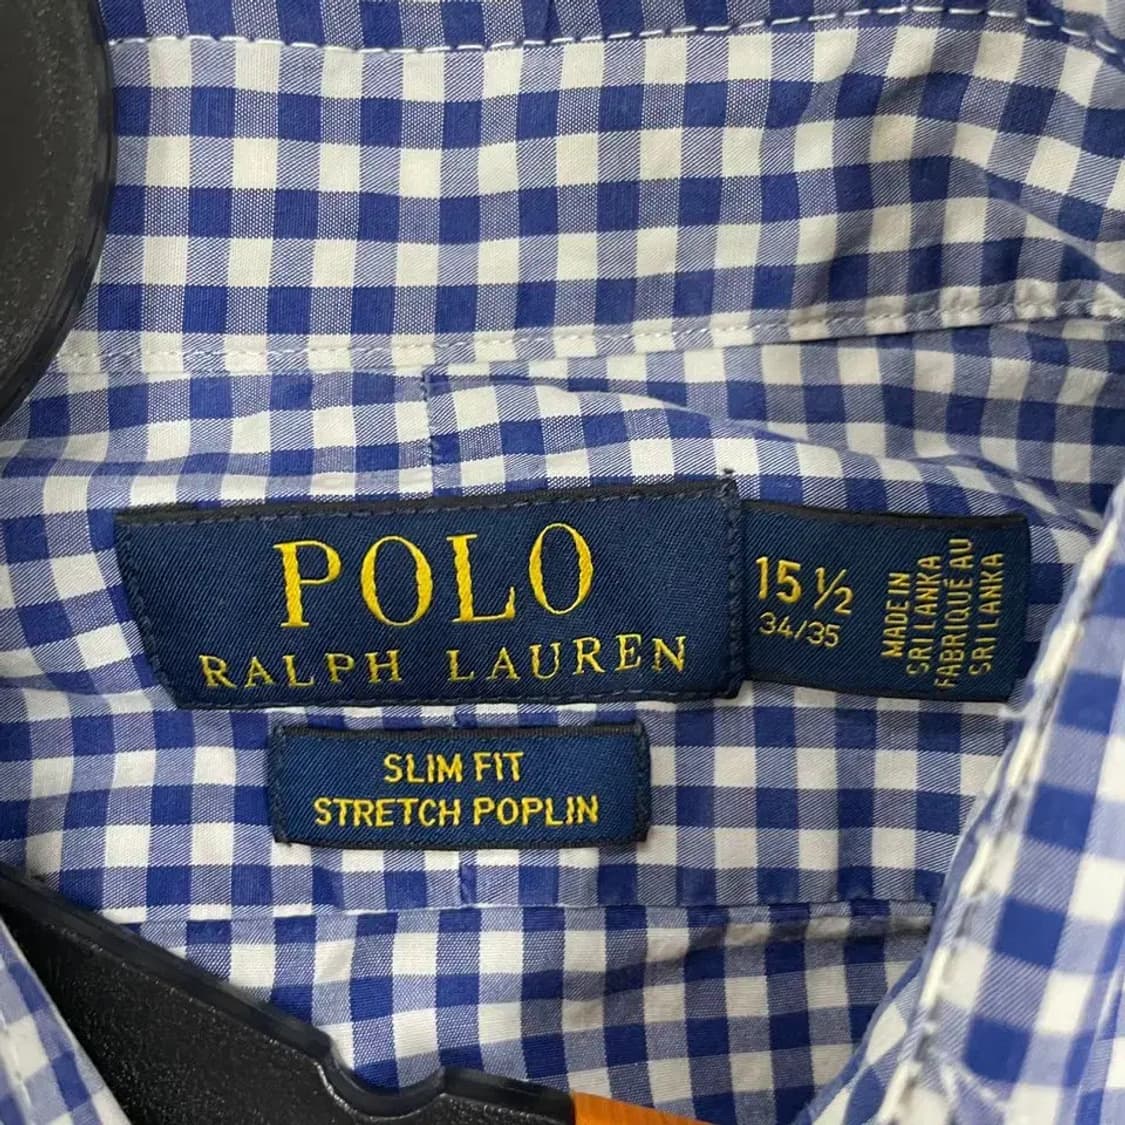 POLO
RALPH LAUREN
15 ½
34/35
MADE IN
SRI LANKA
FABRIQUÉ AU
SRI LANKA
SLIM FIT
STRETCH POPLIN